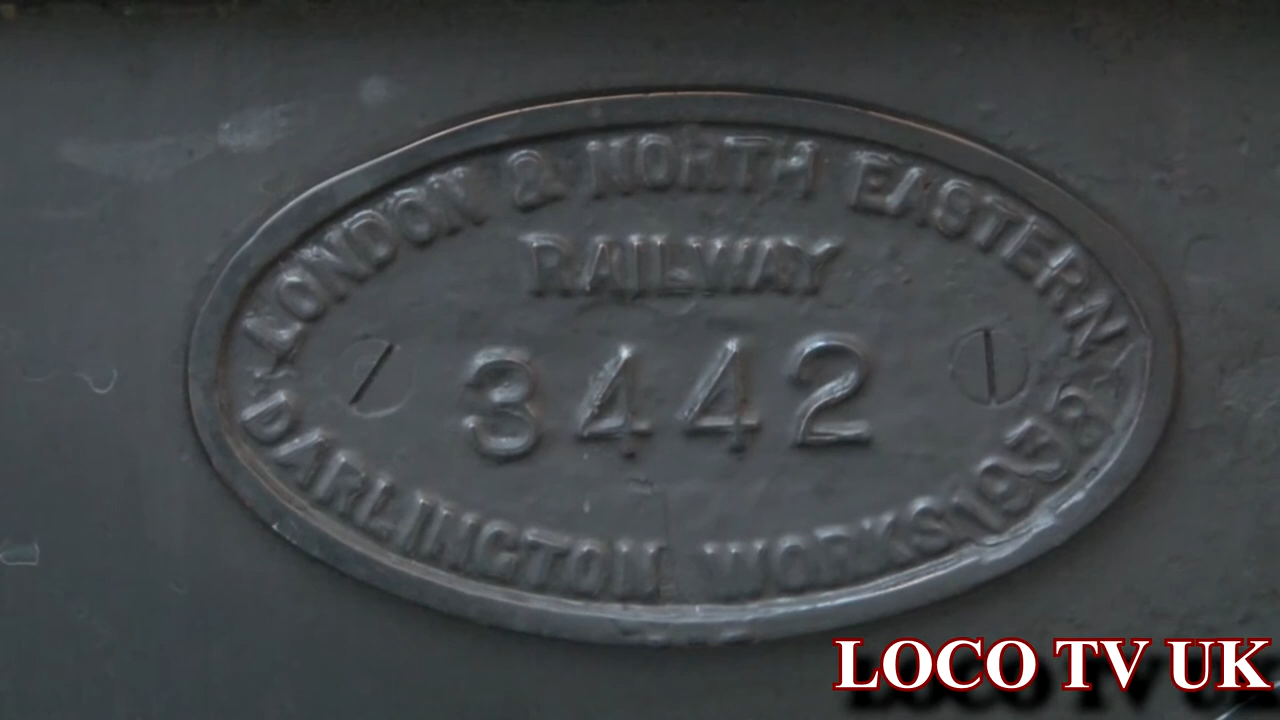 LONDON & NORTH EASTERN
RAILWAY
3442
DARLINGTON WORKS 1938
LOCO TV UK